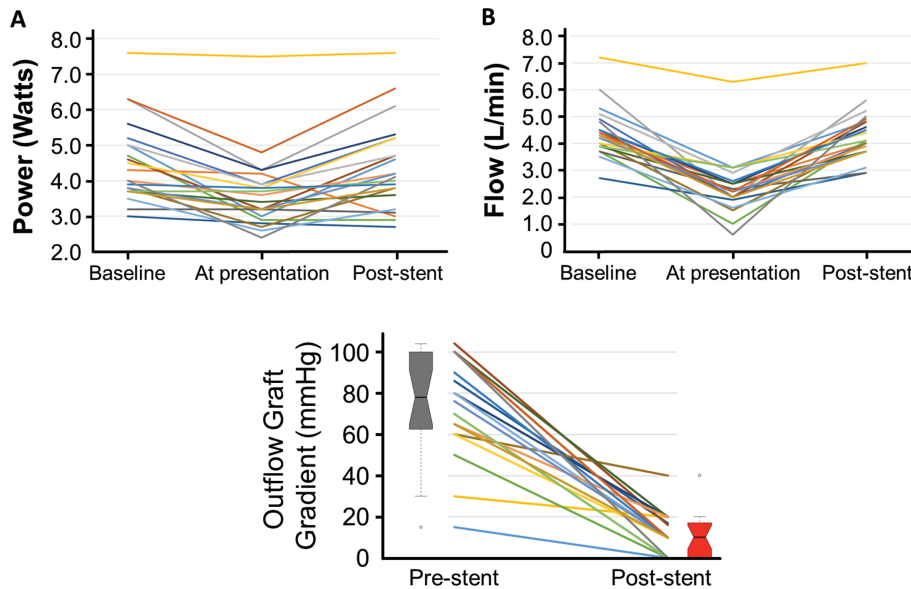 A
Power (Watts)
8.0
7.0
6.0
5.0
4.0
3.0
2.0
Baseline
At presentation
Post-stent
B
Flow (L/min)
8.0
7.0
6.0
5.0
4.0
3.0
2.0
1.0
0
Baseline
At presentation
Post-stent
Outflow Graft
Gradient (mmHg)
100
80
60
40
20
0
Pre-stent
Post-stent